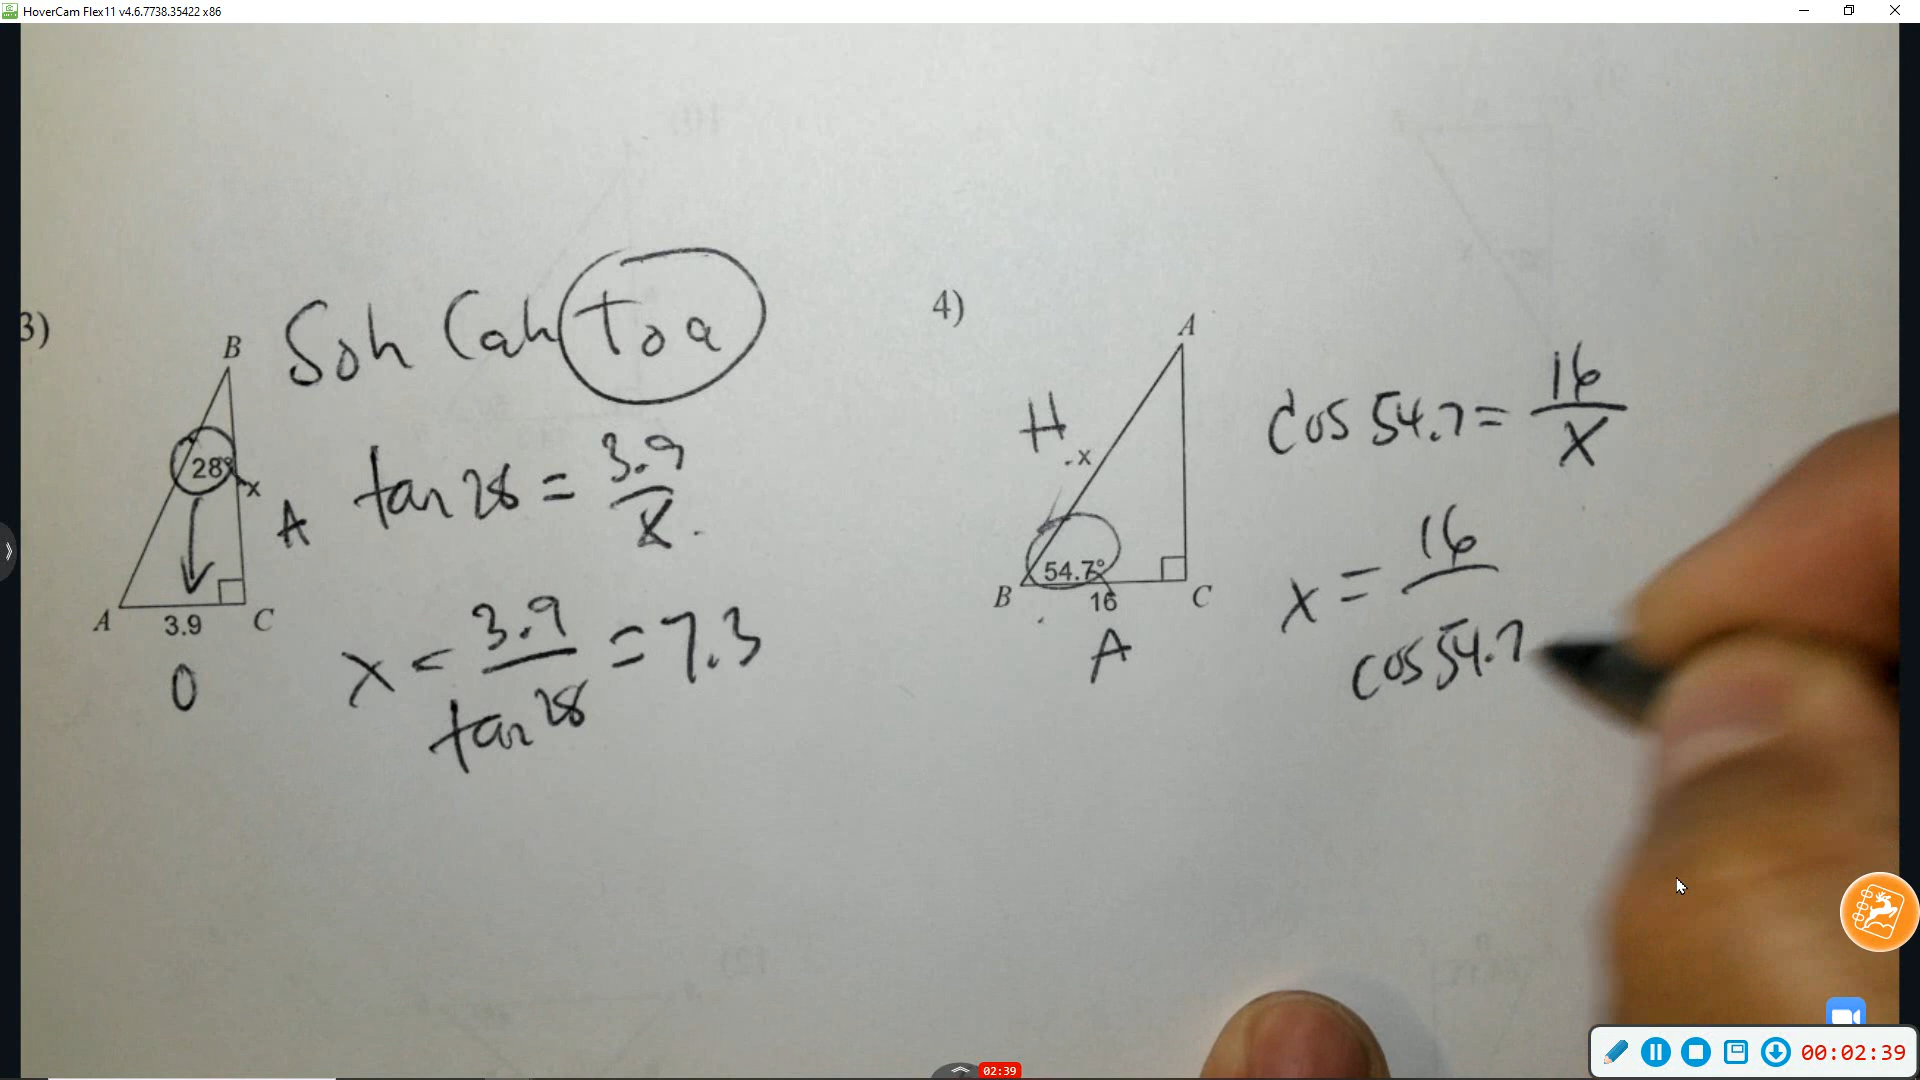 HoverCam Flex11 v4.6.7738.35422 x86
3)
B
Soh Cah Toa
28°
x
A
tan 28 = 3.9 / x
A
3.9
C
O
x = 3.9 / tan 28 = 7.3
4)
A
H
x
cos 54.7 = 16 / x
54.7°
B
16
C
A
x = 16 / cos 54.7
02:39
00:02:39